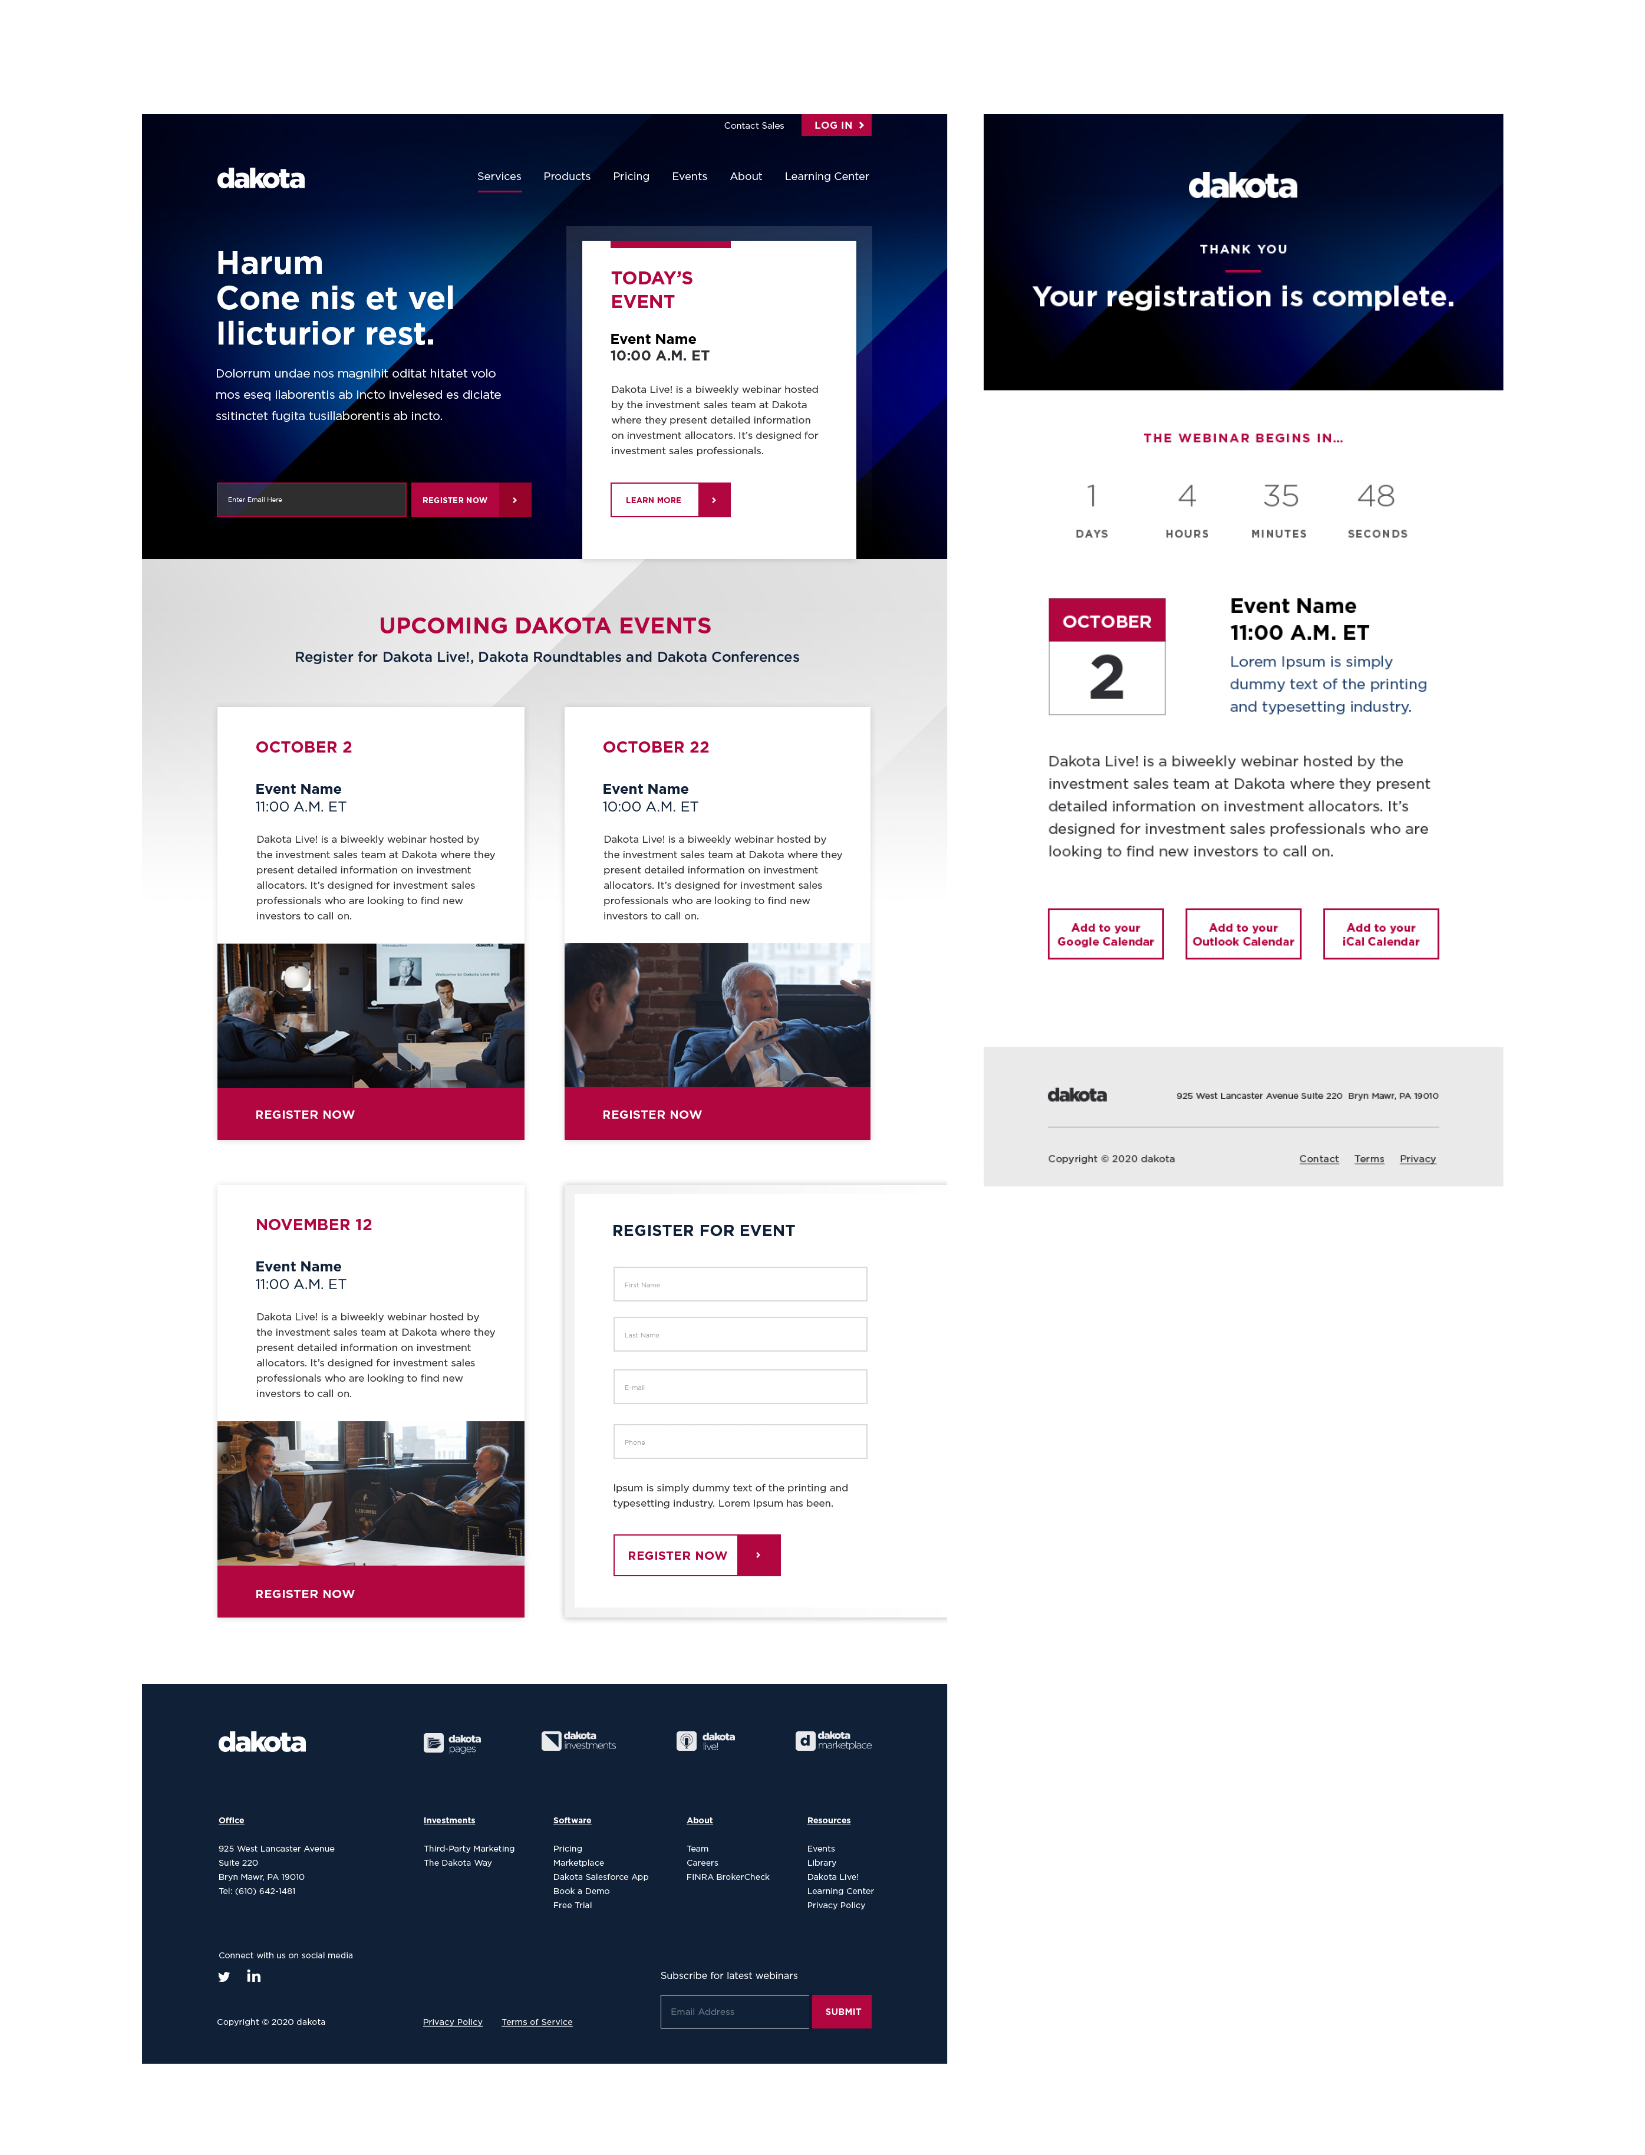 Contact Sales
LOG IN
dakota
Services Products Pricing Events About Learning Center
Harum
Cone nis et vel
Ilicturior rest.
Dolorrum undae nos magnihit oditat hitatet volo
mos eseq ilaborentis ab incto Invelesed es diciate
ssitinctet fugita tusillaborentis ab incto.
Enter Email Here
REGISTER NOW
TODAY'S
EVENT
Event Name
10:00 A.M. ET
Dakota Live! is a biweekly webinar hosted
by the investment sales team at Dakota
where they present detailed information
on investment allocators. It's designed for
investment sales professionals.
LEARN MORE
UPCOMING DAKOTA EVENTS
Register for Dakota Live!, Dakota Roundtables and Dakota Conferences
OCTOBER 2
Event Name
11:00 A.M. ET
Dakota Live! is a biweekly webinar hosted by
the investment sales team at Dakota where they
present detailed information on investment
allocators. It's designed for investment sales
professionals who are looking to find new
investors to call on.
Introduction
dakota
Welcome to Dakota Live
REGISTER NOW
OCTOBER 22
Event Name
10:00 A.M. ET
Dakota Live! is a biweekly webinar hosted by
the investment sales team at Dakota where they
present detailed information on investment
allocators. It's designed for investment sales
professionals who are looking to find new
investors to call on.
REGISTER NOW
NOVEMBER 12
Event Name
11:00 A.M. ET
Dakota Live! is a biweekly webinar hosted by
the investment sales team at Dakota where they
present detailed information on investment
allocators. It's designed for investment sales
professionals who are looking to find new
investors to call on.
REGISTER NOW
REGISTER FOR EVENT
First Name
Last Name
E-mail
Phone
Ipsum is simply dummy text of the printing and
typesetting industry. Lorem Ipsum has been.
REGISTER NOW
dakota
dakota
pages
dakota
investments
dakota
live!
d
dakota
marketplace
Office
925 West Lancaster Avenue
Suite 220
Bryn Mawr, PA 19010
Tel: (610) 642-1481
Investments
Third-Party Marketing
The Dakota Way
Software
Pricing
Marketplace
Dakota Salesforce App
Book a Demo
Free Trial
About
Team
Careers
FINRA BrokerCheck
Resources
Events
Library
Dakota Live!
Learning Center
Privacy Policy
Connect with us on social media
in
Subscribe for latest webinars
Email Address
SUBMIT
Copyright © 2020 dakota
Privacy Policy Terms of Service
dakota
THANK YOU
Your registration is complete.
THE WEBINAR BEGINS IN...
1 4 35 48
DAYS HOURS MINUTES SECONDS
OCTOBER
2
Event Name
11:00 A.M. ET
Lorem Ipsum is simply
dummy text of the printing
and typesetting industry.
Dakota Live! is a biweekly webinar hosted by the
investment sales team at Dakota where they present
detailed information on investment allocators. It's
designed for investment sales professionals who are
looking to find new investors to call on.
Add to your
Google Calendar
Add to your
Outlook Calendar
Add to your
iCal Calendar
dakota
925 West Lancaster Avenue Suite 220 Bryn Mawr, PA 19010
Copyright © 2020 dakota
Contact Terms Privacy